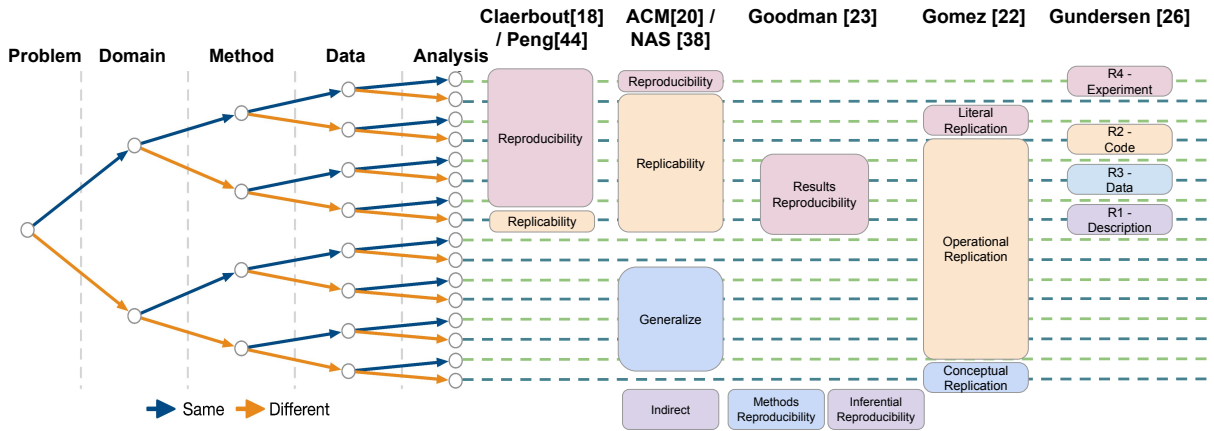 Claerbout[18]
/ Peng[44]
ACM[20] /
NAS [38]
Goodman [23]
Gomez [22]
Gundersen [26]
Problem
Domain
Method
Data
Analysis
Reproducibility
Replicability
Reproducibility
Replicability
Generalize
Indirect
Results
Reproducibility
Methods
Reproducibility
Inferential
Reproducibility
Literal
Replication
Operational
Replication
Conceptual
Replication
R4 -
Experiment
R2 -
Code
R3 -
Data
R1 -
Description
Same
Different